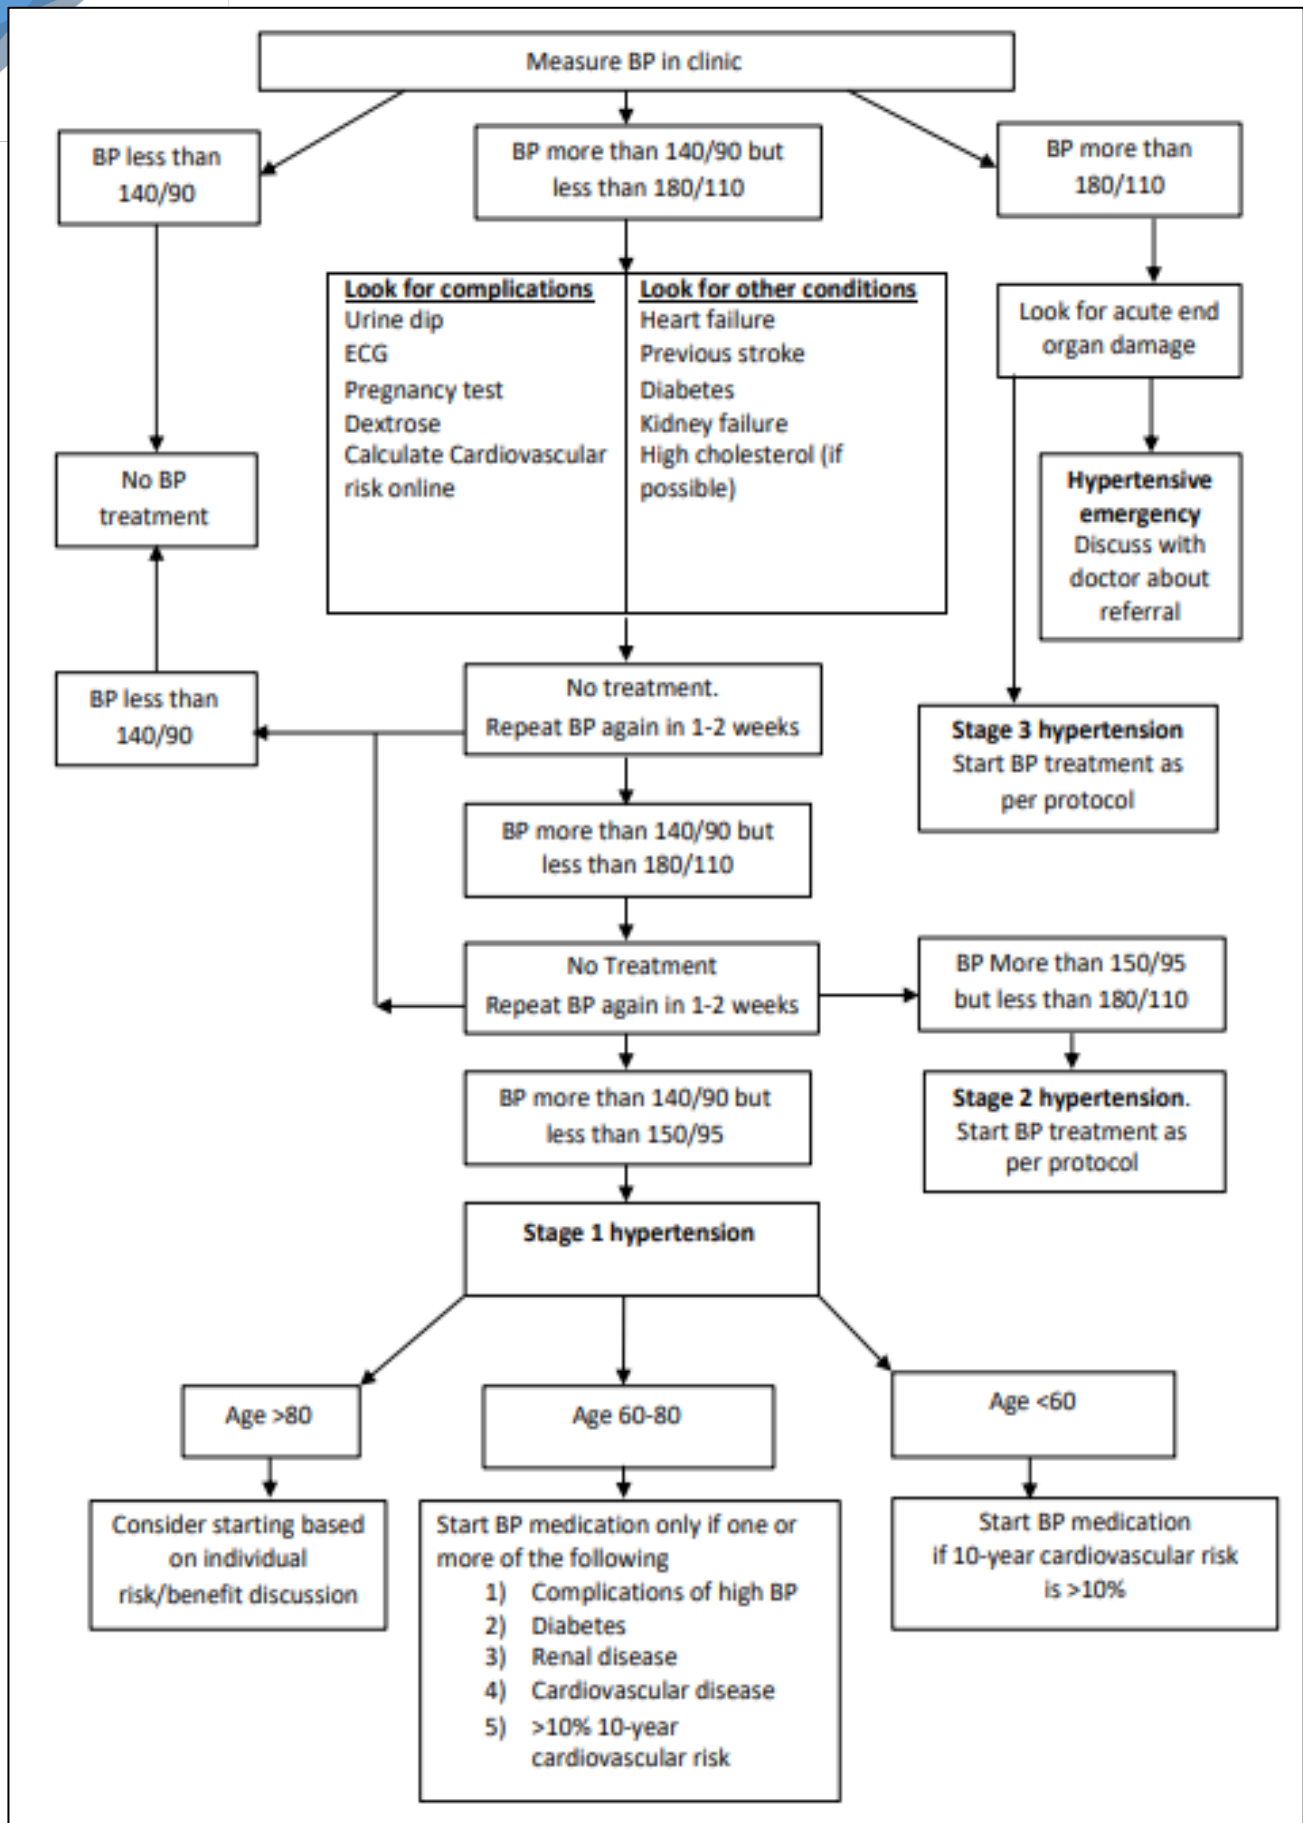 Measure BP in clinic
BP less than
140/90
BP more than 140/90 but
less than 180/110
BP more than
180/110
Look for complications
Urine dip
ECG
Pregnancy test
Dextrose
Calculate Cardiovascular
risk online
Look for other conditions
Heart failure
Previous stroke
Diabetes
Kidney failure
High cholesterol (if
possible)
Look for acute end
organ damage
No BP
treatment
Hypertensive
emergency
Discuss with
doctor about
referral
BP less than
140/90
No treatment.
Repeat BP again in 1-2 weeks
Stage 3 hypertension
Start BP treatment as
per protocol
BP more than 140/90 but
less than 180/110
No Treatment
Repeat BP again in 1-2 weeks
BP More than 150/95
but less than 180/110
BP more than 140/90 but
less than 150/95
Stage 2 hypertension.
Start BP treatment as
per protocol
Stage 1 hypertension
Age >80
Age 60-80
Age <60
Consider starting based
on individual
risk/benefit discussion
Start BP medication only if one or
more of the following
1) Complications of high BP
2) Diabetes
3) Renal disease
4) Cardiovascular disease
5) >10% 10-year
cardiovascular risk
Start BP medication
if 10-year cardiovascular risk
is >10%